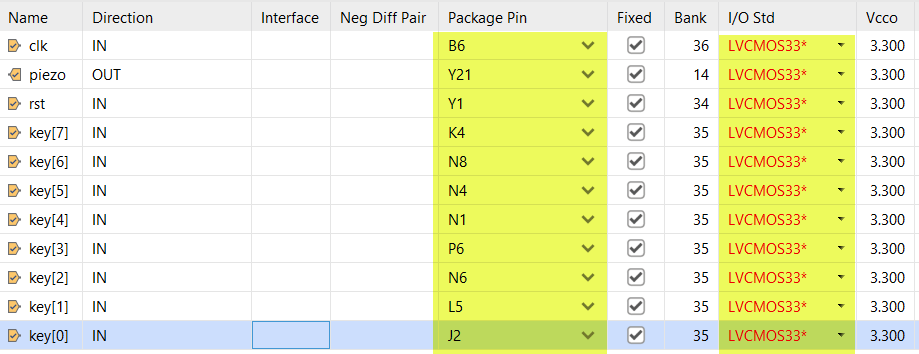 Name Direction Interface Neg Diff Pair Package Pin Fixed Bank I/O Std Vcco
clk IN B6 36 LVCMOS33* 3.300
piezo OUT Y21 14 LVCMOS33* 3.300
rst IN Y1 34 LVCMOS33* 3.300
key[7] IN K4 35 LVCMOS33* 3.300
key[6] IN N8 35 LVCMOS33* 3.300
key[5] IN N4 35 LVCMOS33* 3.300
key[4] IN N1 35 LVCMOS33* 3.300
key[3] IN P6 35 LVCMOS33* 3.300
key[2] IN N6 35 LVCMOS33* 3.300
key[1] IN L5 35 LVCMOS33* 3.300
key[0] IN J2 35 LVCMOS33* 3.300